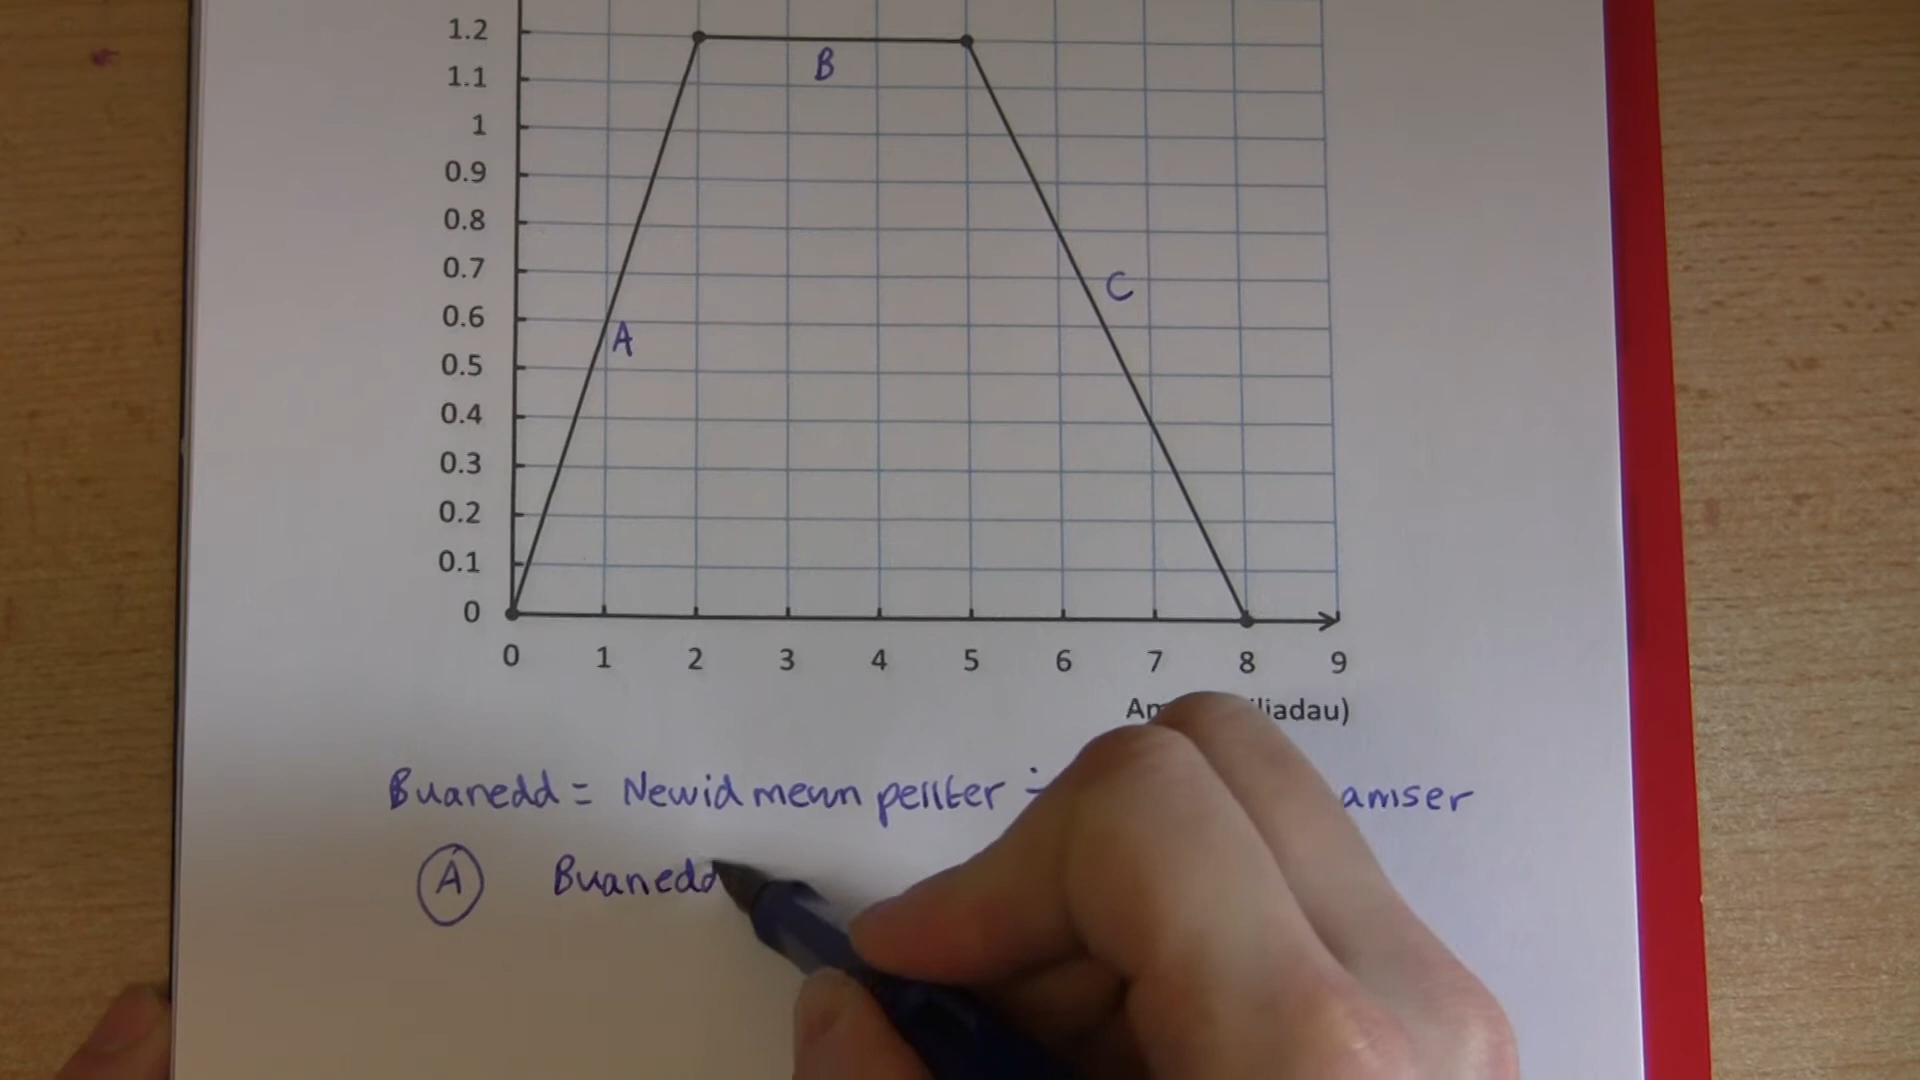 1.2
B
1.1
1
0.9
0.8
0.7
C
0.6
A
0.5
0.4
0.3
0.2
0.1
0
0 1 2 3 4 5 6 7 8 9
Buanedd = Newid mewn pellter ÷ amser
A Buanedd